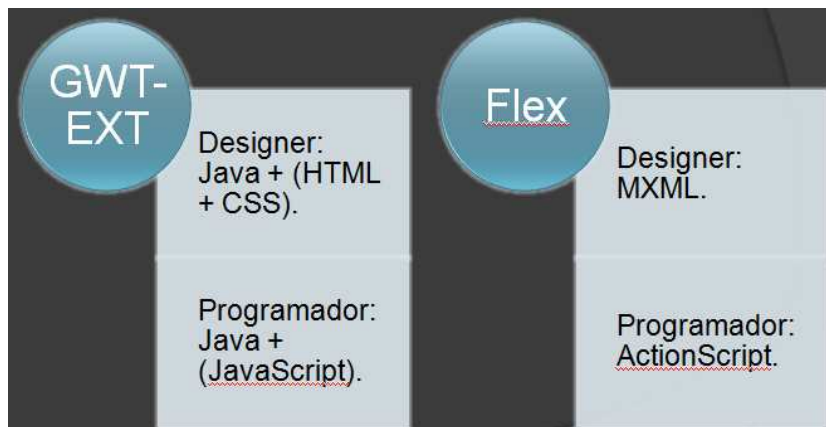 GWT-
EXT
Designer:
Java + (HTML
+ CSS).
Programador:
Java +
(JavaScript).
Flex
Designer:
MXML.
Programador:
ActionScript.